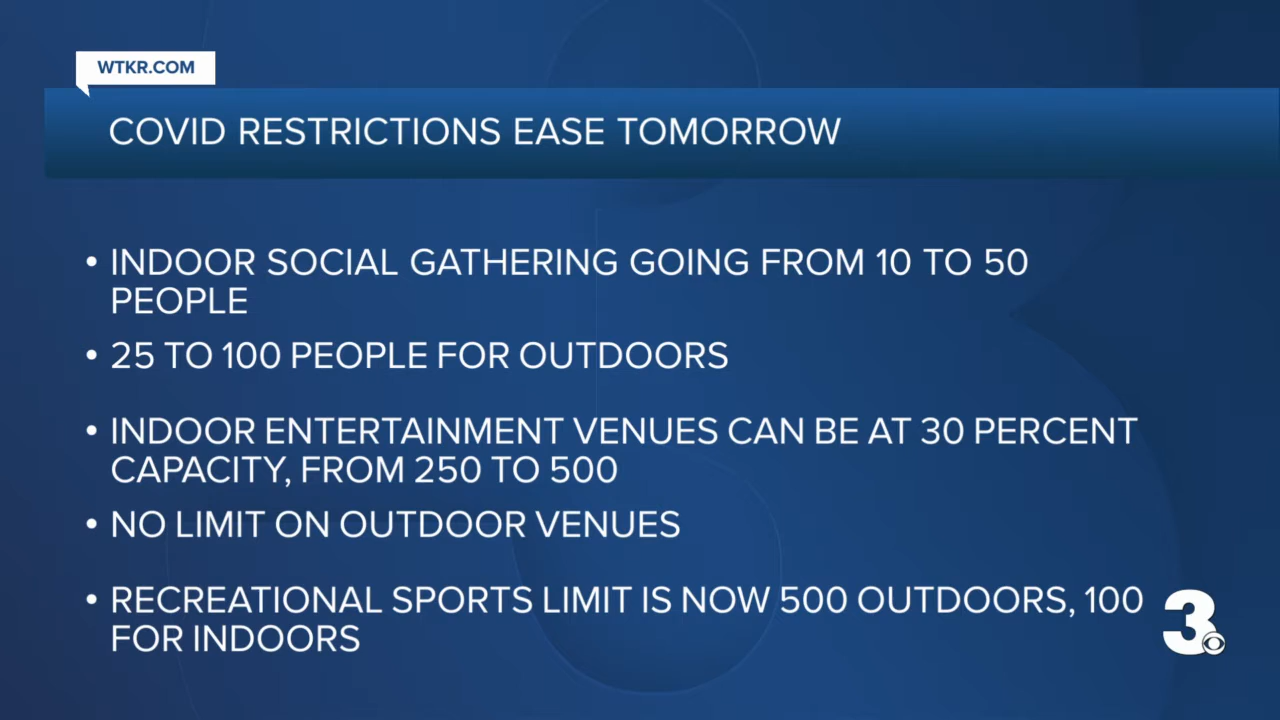 WTKR.COM
COVID RESTRICTIONS EASE TOMORROW
• INDOOR SOCIAL GATHERING GOING FROM 10 TO 50
PEOPLE
• 25 TO 100 PEOPLE FOR OUTDOORS
• INDOOR ENTERTAINMENT VENUES CAN BE AT 30 PERCENT
CAPACITY, FROM 250 TO 500
• NO LIMIT ON OUTDOOR VENUES
• RECREATIONAL SPORTS LIMIT IS NOW 500 OUTDOORS, 100
FOR INDOORS
3